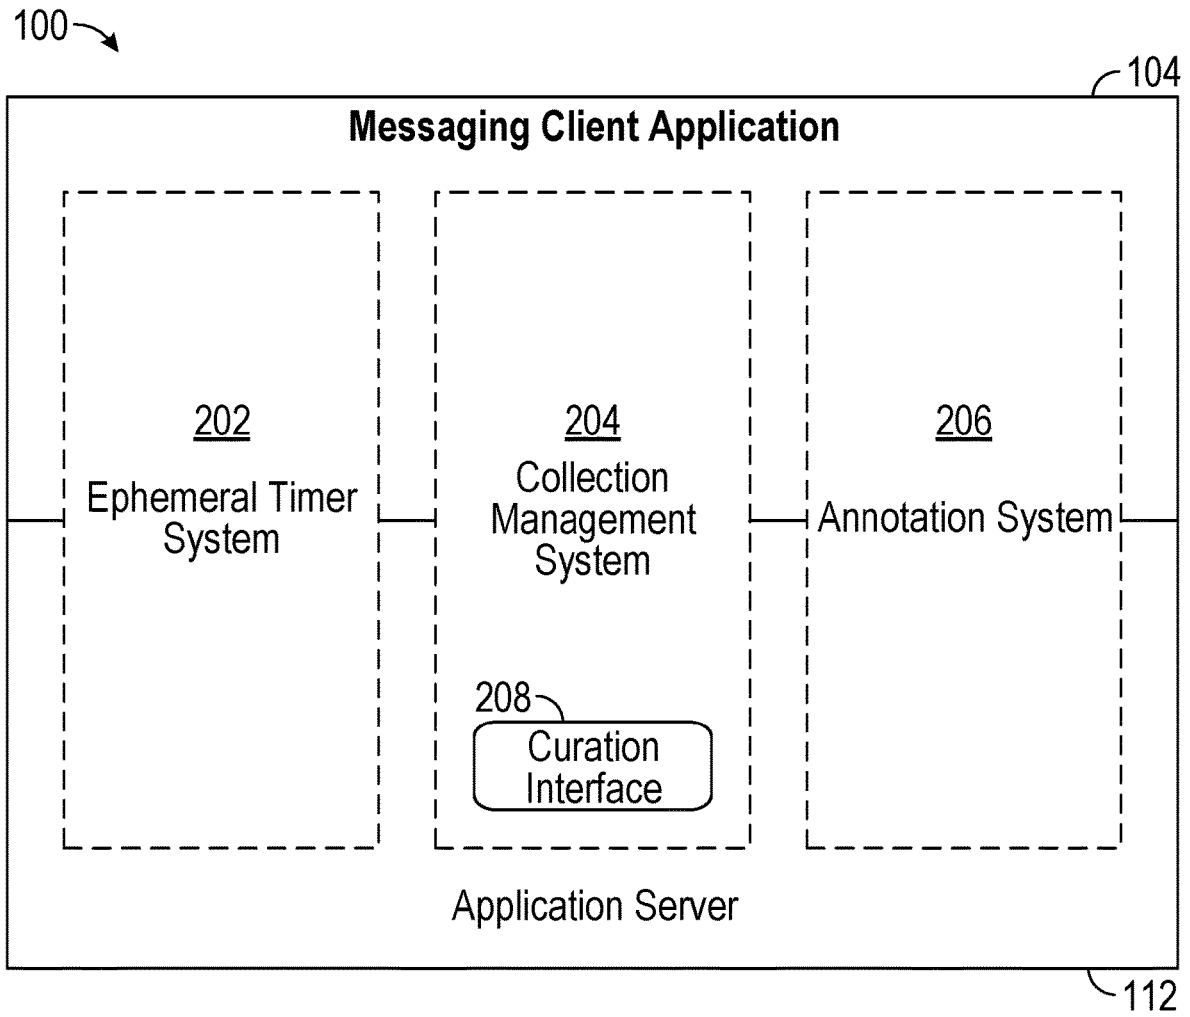 100
104
Messaging Client Application
202
Ephemeral Timer
System
204
Collection
Management
System
206
Annotation System
208
Curation
Interface
Application Server
112